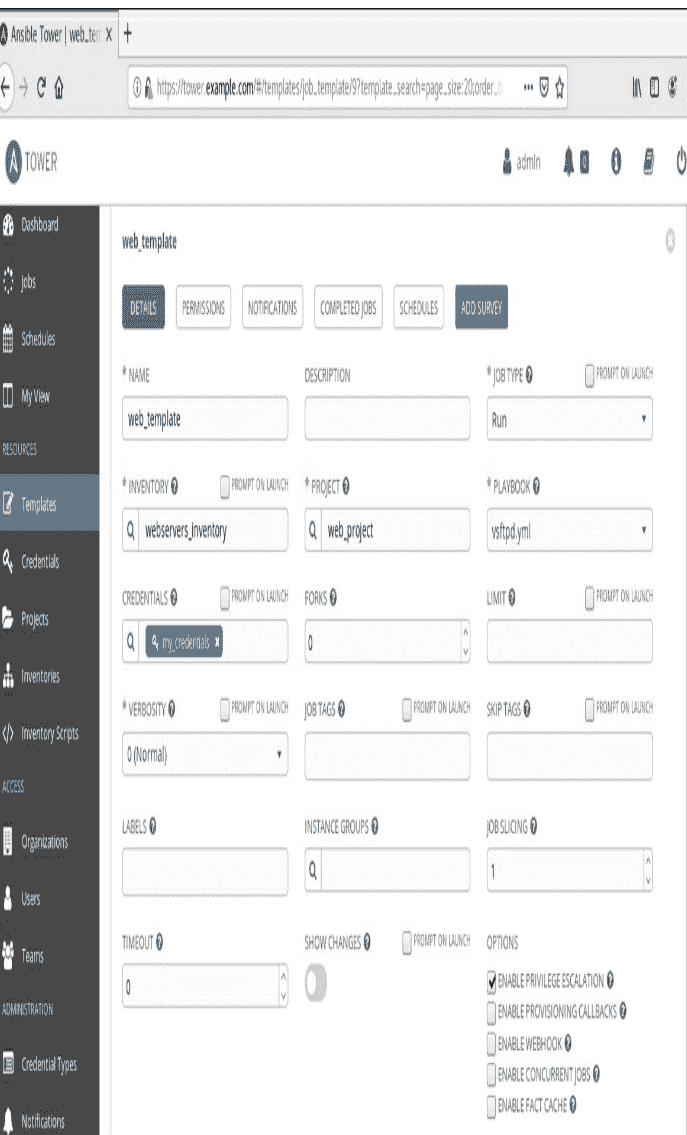 Ansible Tower | web_tem
https://tower.example.com/#/templates/job_template/9?template_search=page_size:20;order_b
TOWER
admin
0
Dashboard
Jobs
Schedules
My View
RESOURCES
Templates
Credentials
Projects
Inventories
Inventory Scripts
ACCESS
Organizations
Users
Teams
ADMINISTRATION
Credential Types
Notifications
web_template
DETAILS PERMISSIONS NOTIFICATIONS COMPLETED JOBS SCHEDULES ADD SURVEY
* NAME DESCRIPTION * JOB TYPE PROMPT ON LAUNCH
web_template Run
* INVENTORY PROMPT ON LAUNCH * PROJECT * PLAYBOOK
webservers_inventory web_project vsftpd.yml
CREDENTIALS PROMPT ON LAUNCH FORKS LIMIT PROMPT ON LAUNCH
my_credentials x 0
* VERBOSITY PROMPT ON LAUNCH JOB TAGS PROMPT ON LAUNCH SKIP TAGS PROMPT ON LAUNCH
0 (Normal)
LABELS INSTANCE GROUPS JOB SLICING
1
TIMEOUT SHOW CHANGES PROMPT ON LAUNCH OPTIONS
0
ENABLE PRIVILEGE ESCALATION
ENABLE PROVISIONING CALLBACKS
ENABLE WEBHOOK
ENABLE CONCURRENT JOBS
ENABLE FACT CACHE